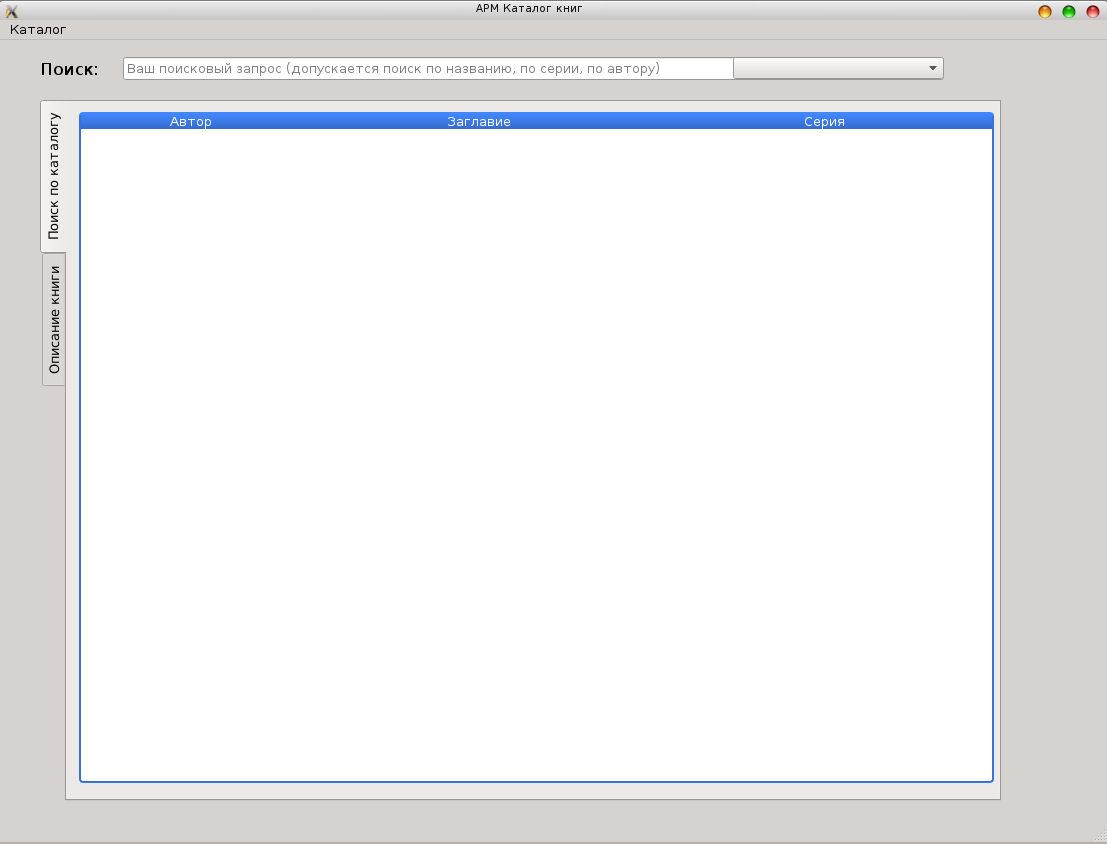 АРМ Каталог книг
Каталог
Поиск:
Ваш поисковый запрос (допускается поиск по названию, по серии, по автору)
Поиск по каталогу
Описание книги
Автор
Заглавие
Серия